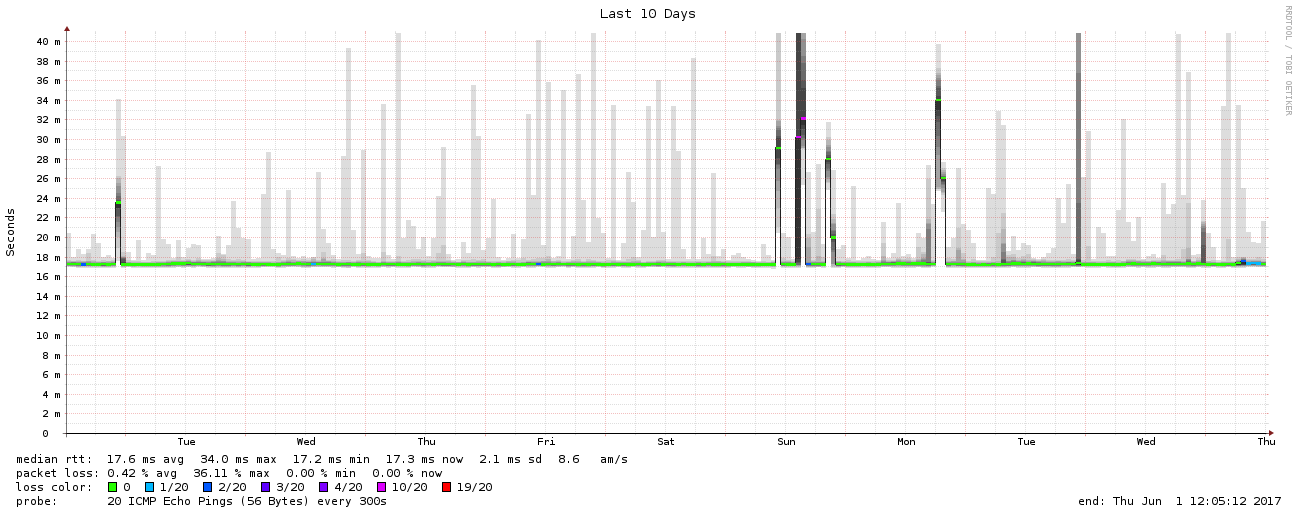 Last 10 Days
RRDTOOL / TOBI OETIKER
Seconds
40 m
38 m
36 m
34 m
32 m
30 m
28 m
26 m
24 m
22 m
20 m
18 m
16 m
14 m
12 m
10 m
8 m
6 m
4 m
2 m
0
Tue Wed Thu Fri Sat Sun Mon Tue Wed Thu
median rtt: 17.6 ms avg 34.0 ms max 17.2 ms min 17.3 ms now 2.1 ms sd 8.6 am/s
packet loss: 0.42 % avg 36.11 % max 0.00 % min 0.00 % now
loss color: 0 1/20 2/20 3/20 4/20 10/20 19/20
probe: 20 ICMP Echo Pings (56 Bytes) every 300s end: Thu Jun 1 12:05:12 2017